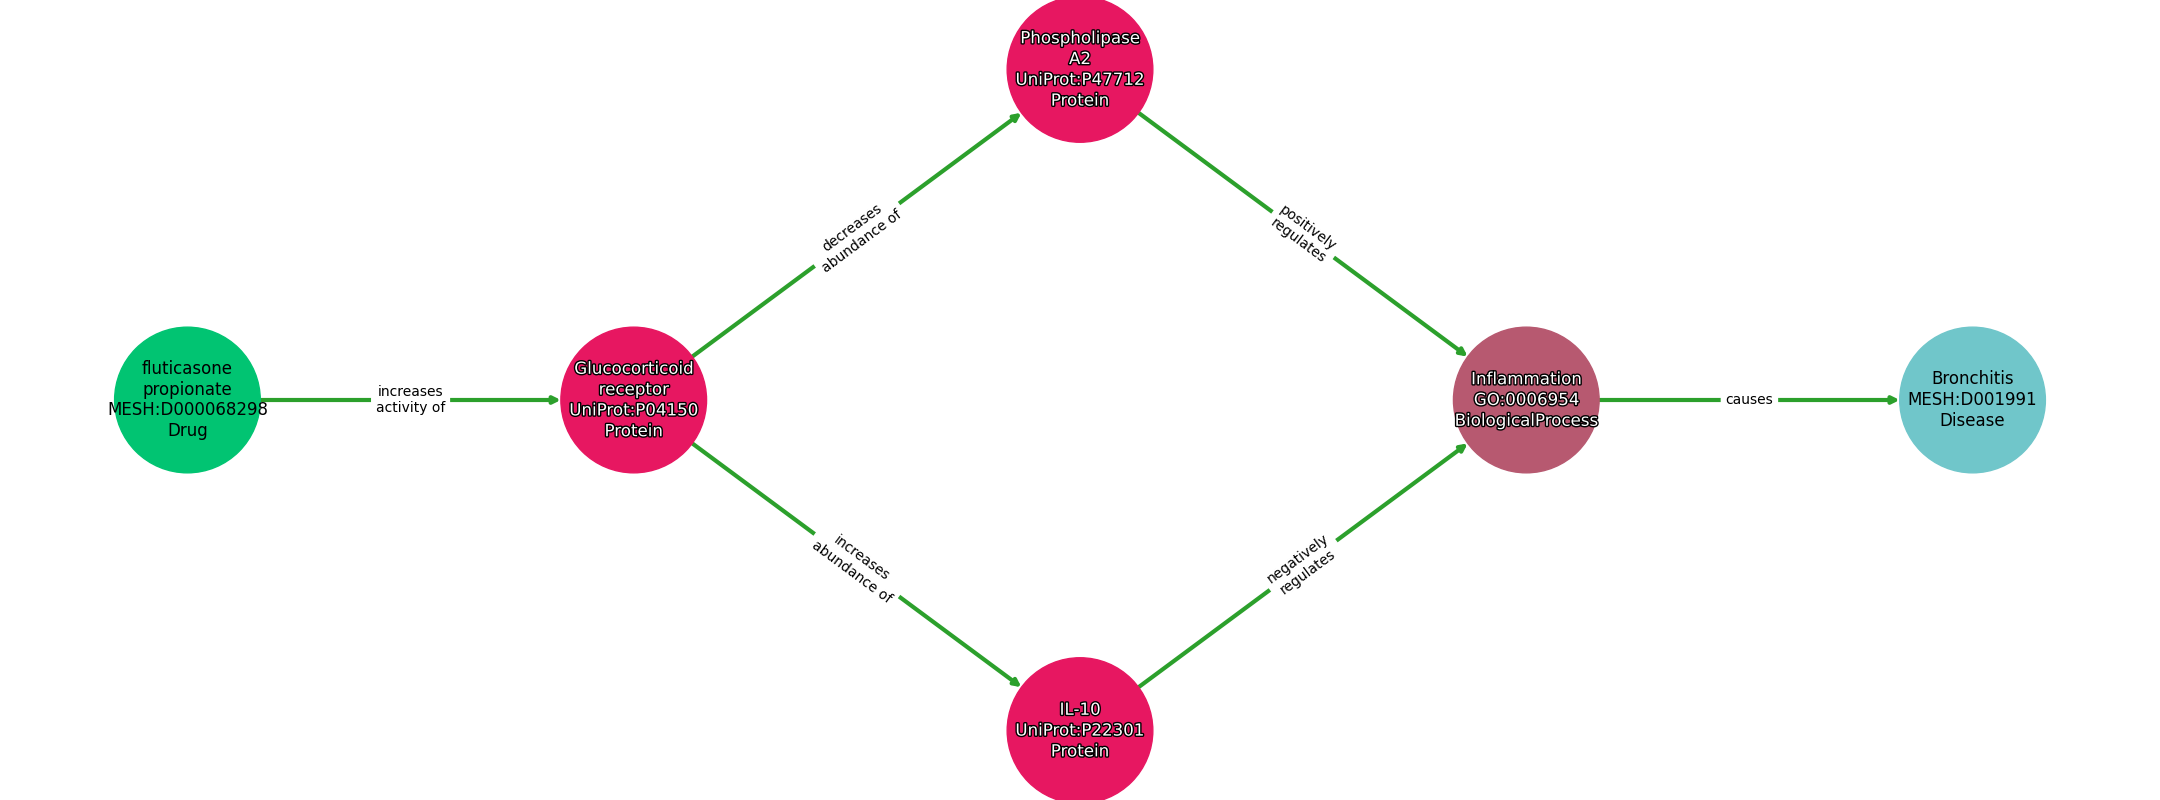 Phospholipase
A2
UniProt:P47712
Protein
decreases
abundance of
positively
regulates
fluticasone
propionate
MESH:D000068298
Drug
increases
activity of
Glucocorticoid
receptor
UniProt:P04150
Protein
Inflammation
GO:0006954
BiologicalProcess
causes
Bronchitis
MESH:D001991
Disease
increases
abundance of
negatively
regulates
IL-10
UniProt:P22301
Protein